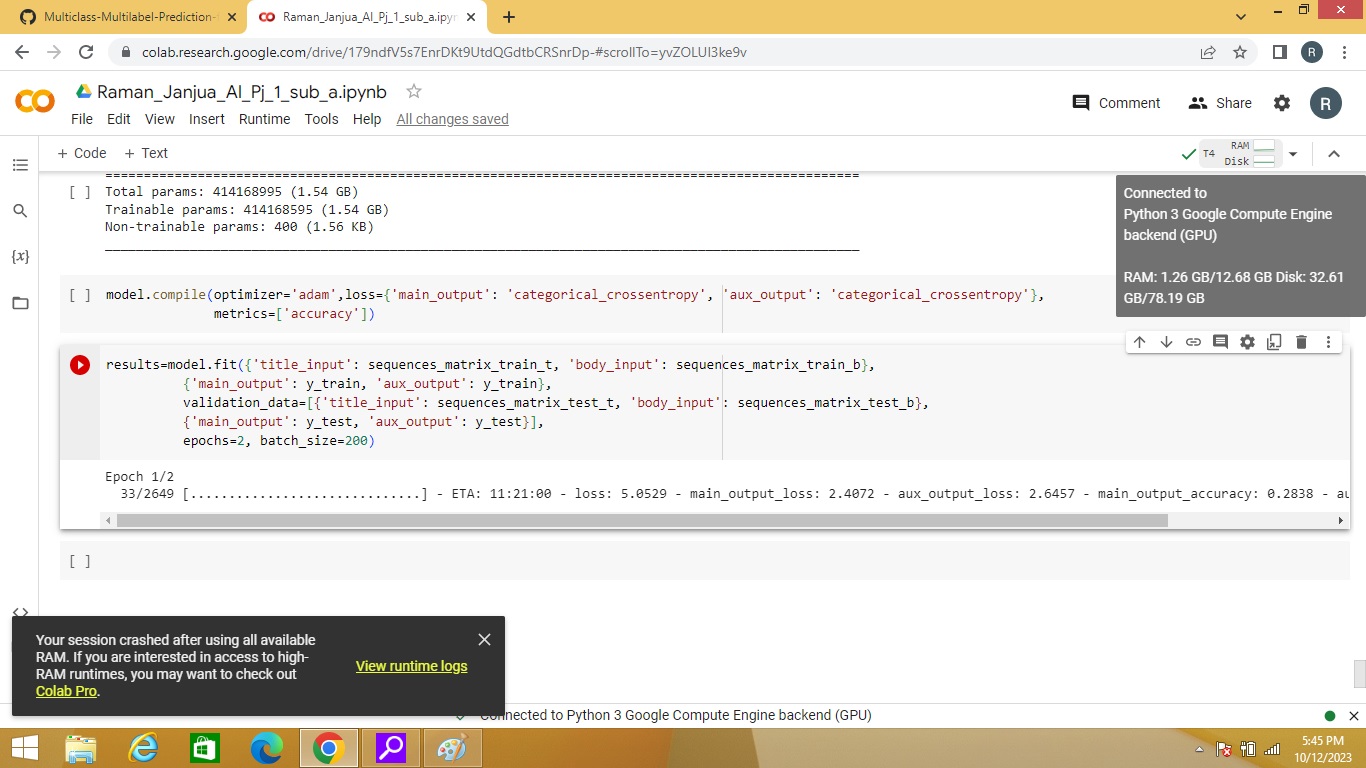 Multiclass-Multilabel-Prediction-
Raman_Janjua_AI_Pj_1_sub_a.ipyn
colab.research.google.com/drive/179ndfV5s7EnrDKt9UtdQGdtbCRSnrDp-#scrollTo=yvZOLUI3ke9v
R
Raman_Janjua_AI_Pj_1_sub_a.ipynb
File Edit View Insert Runtime Tools Help All changes saved
Comment Share R
+ Code + Text
T4 RAM
Disk
[ ] Total params: 414168995 (1.54 GB)
Trainable params: 414168595 (1.54 GB)
Non-trainable params: 400 (1.56 KB)
Connected to
Python 3 Google Compute Engine
backend (GPU)
RAM: 1.26 GB/12.68 GB Disk: 32.61
GB/78.19 GB
[ ] model.compile(optimizer='adam',loss={'main_output': 'categorical_crossentropy', 'aux_output': 'categorical_crossentropy'},
metrics=['accuracy'])
results=model.fit({'title_input': sequences_matrix_train_t, 'body_input': sequences_matrix_train_b},
{'main_output': y_train, 'aux_output': y_train},
validation_data=[{'title_input': sequences_matrix_test_t, 'body_input': sequences_matrix_test_b},
{'main_output': y_test, 'aux_output': y_test}],
epochs=2, batch_size=200)
Epoch 1/2
33/2649 [..............................] - ETA: 11:21:00 - loss: 5.0529 - main_output_loss: 2.4072 - aux_output_loss: 2.6457 - main_output_accuracy: 0.2838 - au
[ ]
{x}
<>
Your session crashed after using all available
RAM. If you are interested in access to high-
RAM runtimes, you may want to check out
Colab Pro.
View runtime logs
Connected to Python 3 Google Compute Engine backend (GPU)
5:45 PM
10/12/2023